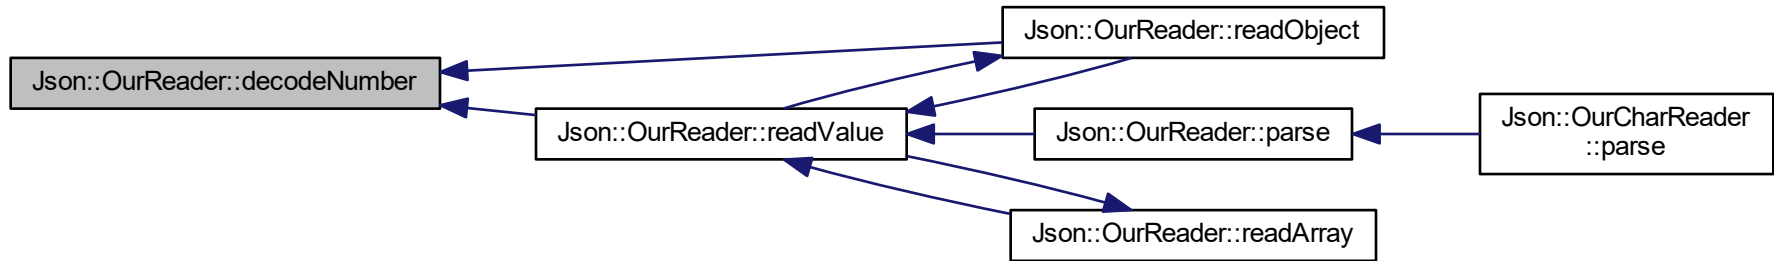 Json::OurReader::readObject
Json::OurReader::decodeNumber
Json::OurReader::readValue
Json::OurReader::parse
Json::OurCharReader
::parse
Json::OurReader::readArray